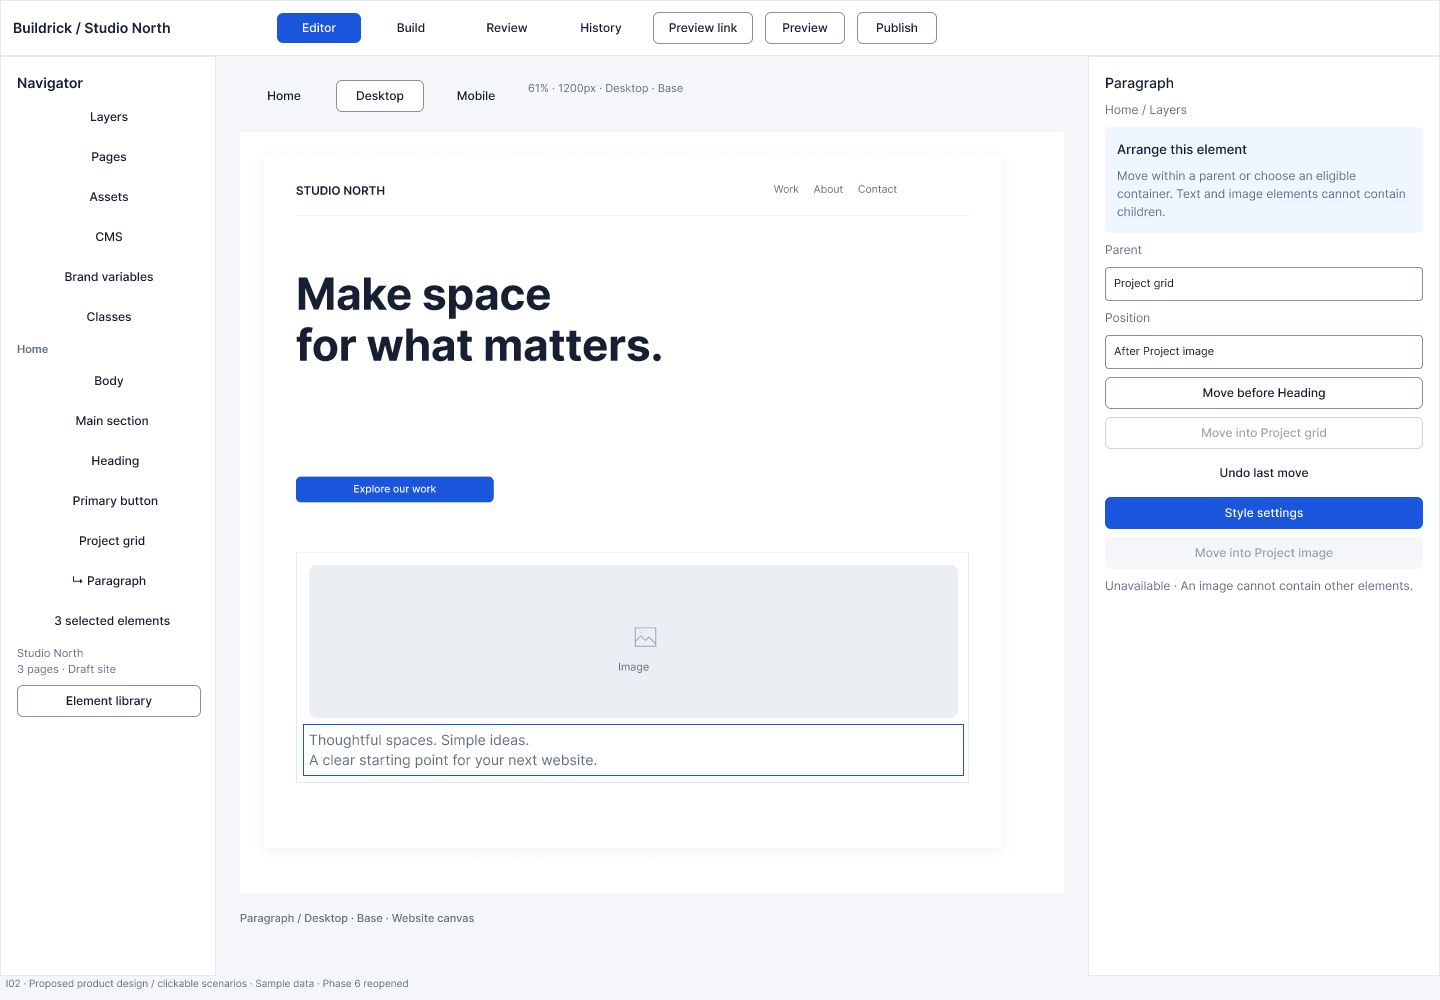 Buildrick / Studio North
Editor
Build
Review
History
Preview link
Preview
Publish
Navigator
Layers
Pages
Assets
CMS
Brand variables
Classes
Home
Body
Main section
Heading
Primary button
Project grid
↳ Paragraph
3 selected elements
Studio North
3 pages · Draft site
Element library
Home
Desktop
Mobile
61% · 1200px · Desktop · Base
STUDIO NORTH
Work
About
Contact
Make space
for what matters.
Explore our work
Image
Thoughtful spaces. Simple ideas.
A clear starting point for your next website.
Paragraph / Desktop · Base · Website canvas
Paragraph
Home / Layers
Arrange this element
Move within a parent or choose an eligible
container. Text and image elements cannot contain
children.
Parent
Project grid
Position
After Project image
Move before Heading
Move into Project grid
Undo last move
Style settings
Move into Project image
Unavailable · An image cannot contain other elements.
I02 · Proposed product design / clickable scenarios · Sample data · Phase 6 reopened